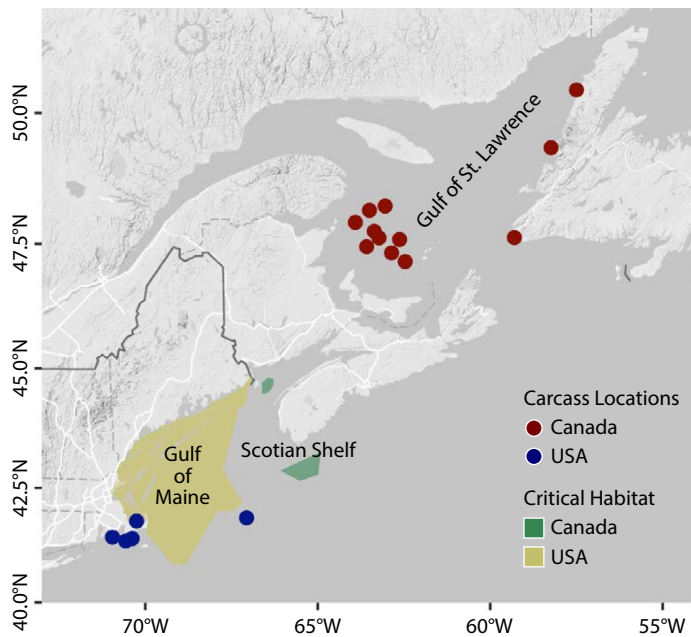 50.0°N
47.5°N
45.0°N
42.5°N
40.0°N
Gulf of St. Lawrence
Scotian Shelf
Gulf
of
Maine
Carcass Locations
Canada
USA
Critical Habitat
Canada
USA
70°W
65°W
60°W
55°W